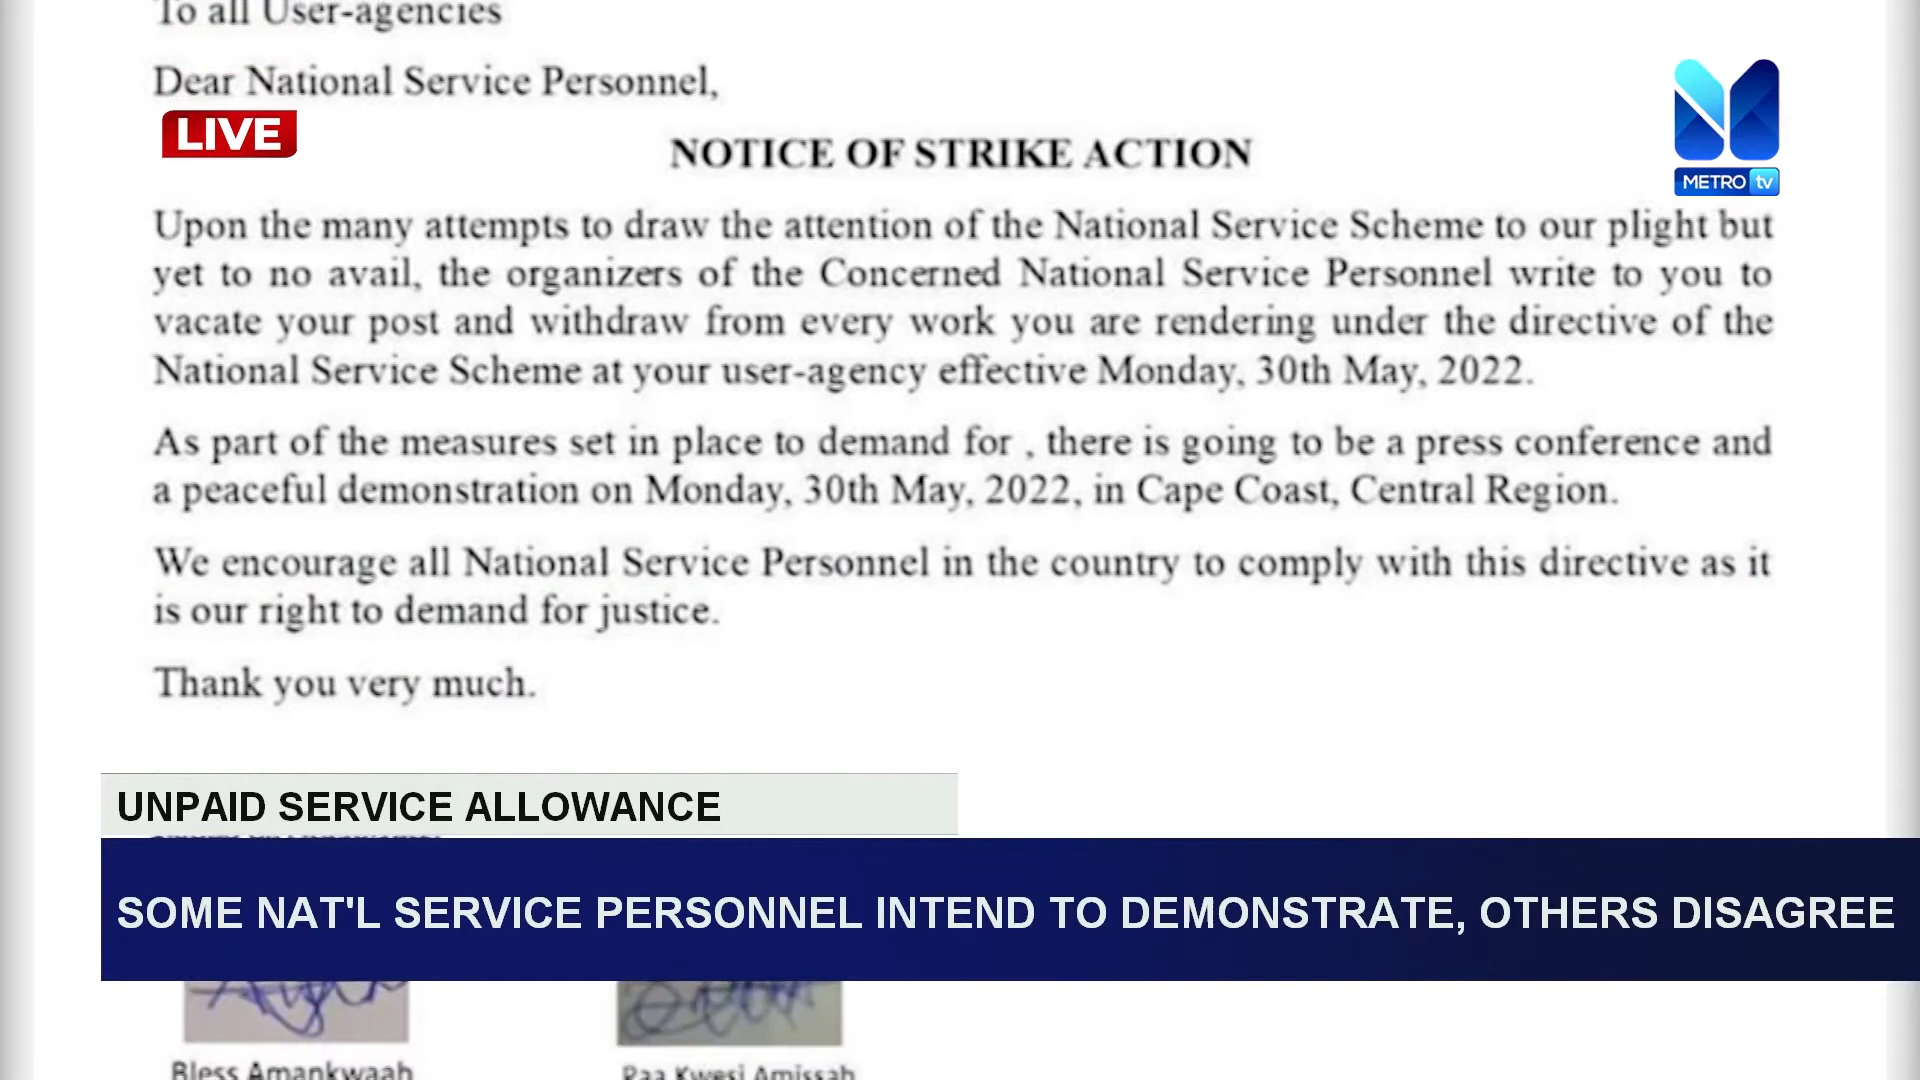 To all User-agencies
Dear National Service Personnel,
LIVE
NOTICE OF STRIKE ACTION
METRO tv
Upon the many attempts to draw the attention of the National Service Scheme to our plight but
yet to no avail, the organizers of the Concerned National Service Personnel write to you to
vacate your post and withdraw from every work you are rendering under the directive of the
National Service Scheme at your user-agency effective Monday, 30th May, 2022.
As part of the measures set in place to demand for , there is going to be a press conference and
a peaceful demonstration on Monday, 30th May, 2022, in Cape Coast, Central Region.
We encourage all National Service Personnel in the country to comply with this directive as it
is our right to demand for justice.
Thank you very much.
UNPAID SERVICE ALLOWANCE
SOME NAT'L SERVICE PERSONNEL INTEND TO DEMONSTRATE, OTHERS DISAGREE
Bless Amankwaah
Paa Kwesi Amissah